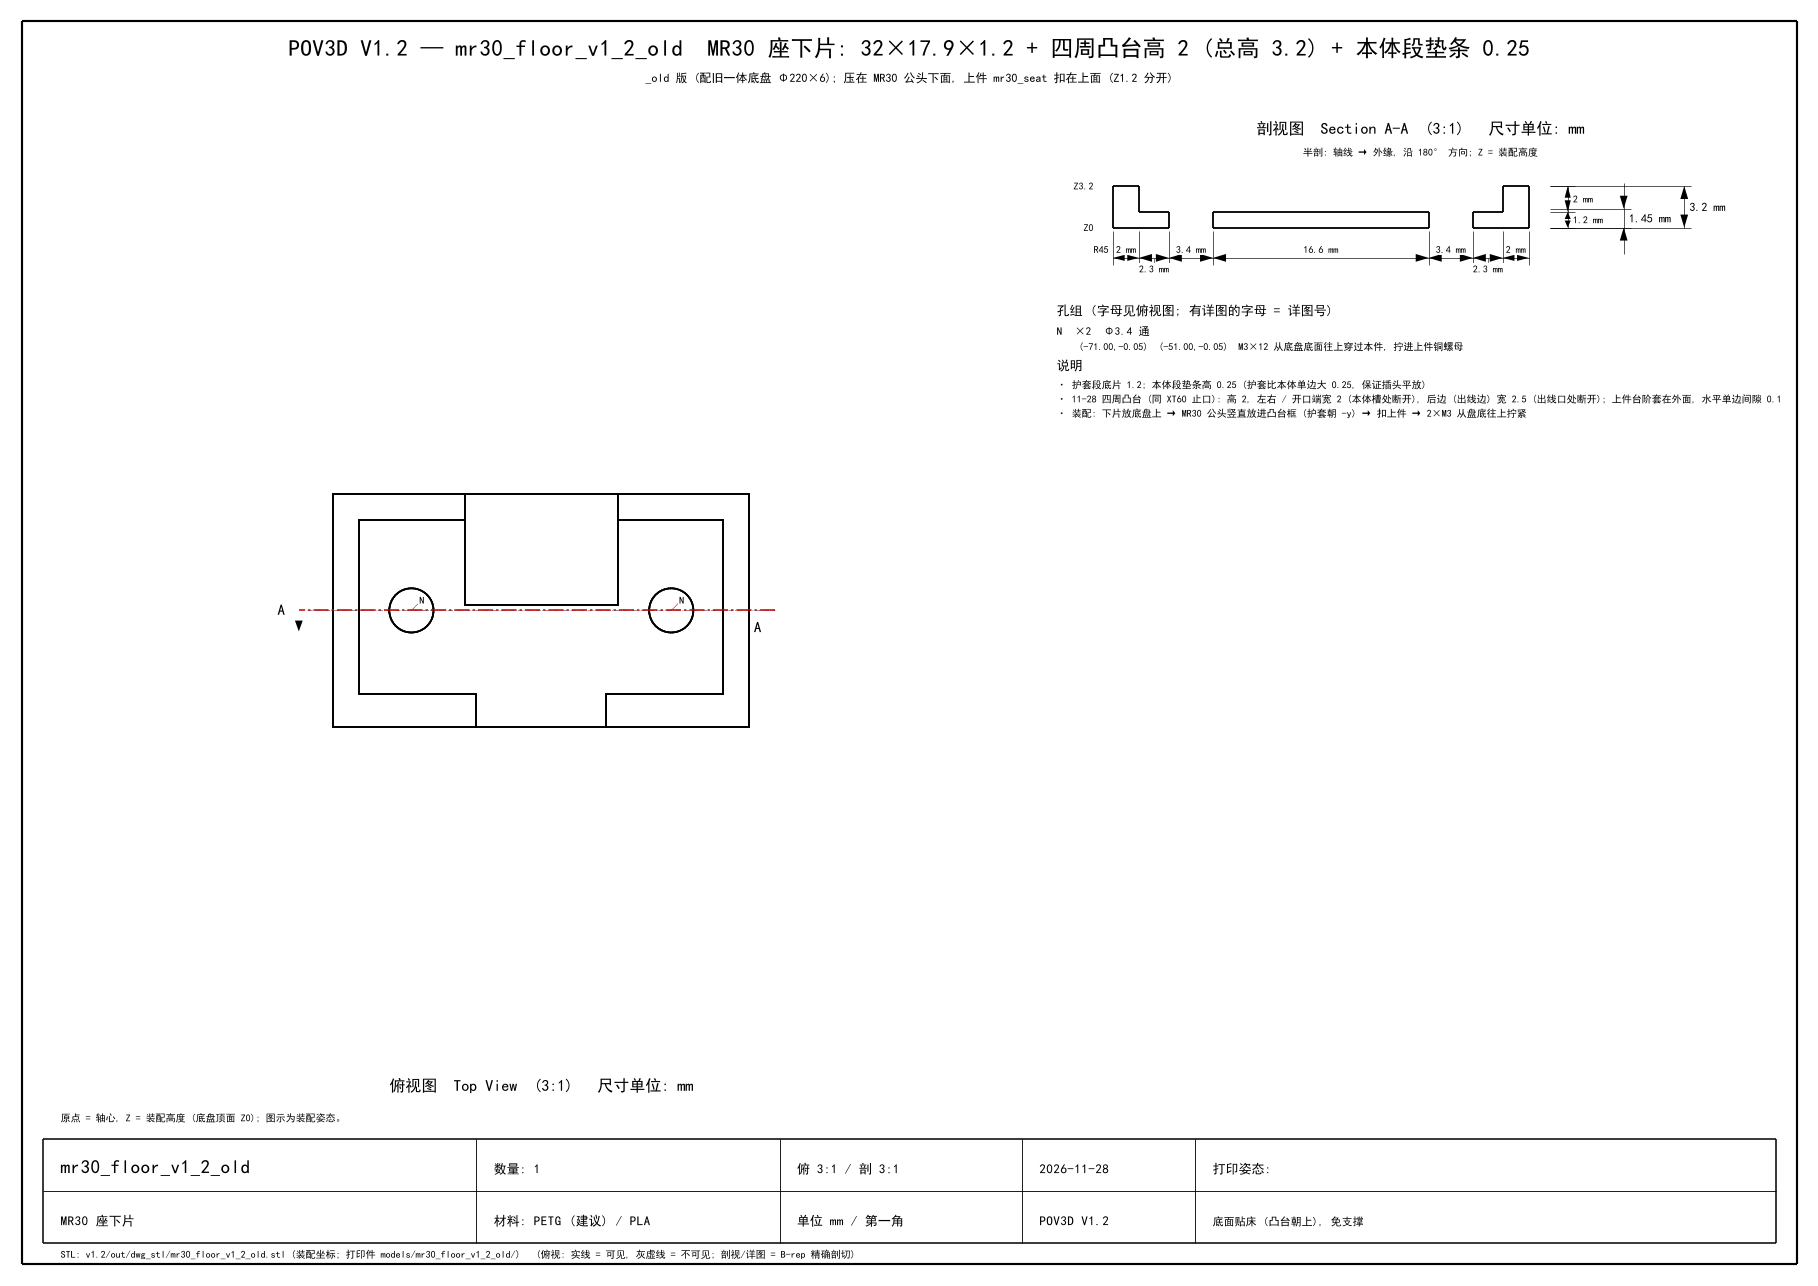 POV3D V1.2 — mr30_floor_v1_2_old  MR30 座下片: 32×17.9×1.2 + 四周凸台高 2 (总高 3.2) + 本体段垫条 0.25
_old 版 (配旧一体底盘 Φ220×6); 压在 MR30 公头下面, 上件 mr30_seat 扣在上面 (Z1.2 分开)
剖视图  Section A-A  (3:1)   尺寸单位: mm
半剖: 轴线 → 外缘, 沿 180° 方向; Z = 装配高度
Z3.2
Z0
R45
2 mm
2.3 mm
3.4 mm
16.6 mm
3.4 mm
2.3 mm
2 mm
2 mm
1.2 mm
1.45 mm
3.2 mm
孔组 (字母见俯视图; 有详图的字母 = 详图号)
N  ×2  Φ3.4 通
(-71.00,-0.05)  (-51.00,-0.05)  M3×12 从底盘底面往上穿过本件, 拧进上件铜螺母
说明
· 护套段底片 1.2; 本体段垫条高 0.25 (护套比本体单边大 0.25, 保证插头平放)
· 11-28 四周凸台 (同 XT60 止口): 高 2, 左右 / 开口端宽 2 (本体槽处断开), 后边 (出线边) 宽 2.5 (出线口处断开); 上件台阶套在外面, 水平单边间隙 0.1
· 装配: 下片放底盘上 → MR30 公头竖直放进凸台框 (护套朝 -y) → 扣上件 → 2×M3 从盘底往上拧紧
N
N
A
A
俯视图  Top View  (3:1)   尺寸单位: mm
原点 = 轴心, Z = 装配高度 (底盘顶面 Z0); 图示为装配姿态。
mr30_floor_v1_2_old
数量: 1
俯 3:1 / 剖 3:1
2026-11-28
打印姿态:
MR30 座下片
材料: PETG (建议) / PLA
单位 mm / 第一角
POV3D V1.2
底面贴床 (凸台朝上), 免支撑
STL: v1.2/out/dwg_stl/mr30_floor_v1_2_old.stl (装配坐标; 打印件 models/mr30_floor_v1_2_old/)   (俯视: 实线 = 可见, 灰虚线 = 不可见; 剖视/详图 = B-rep 精确剖切)